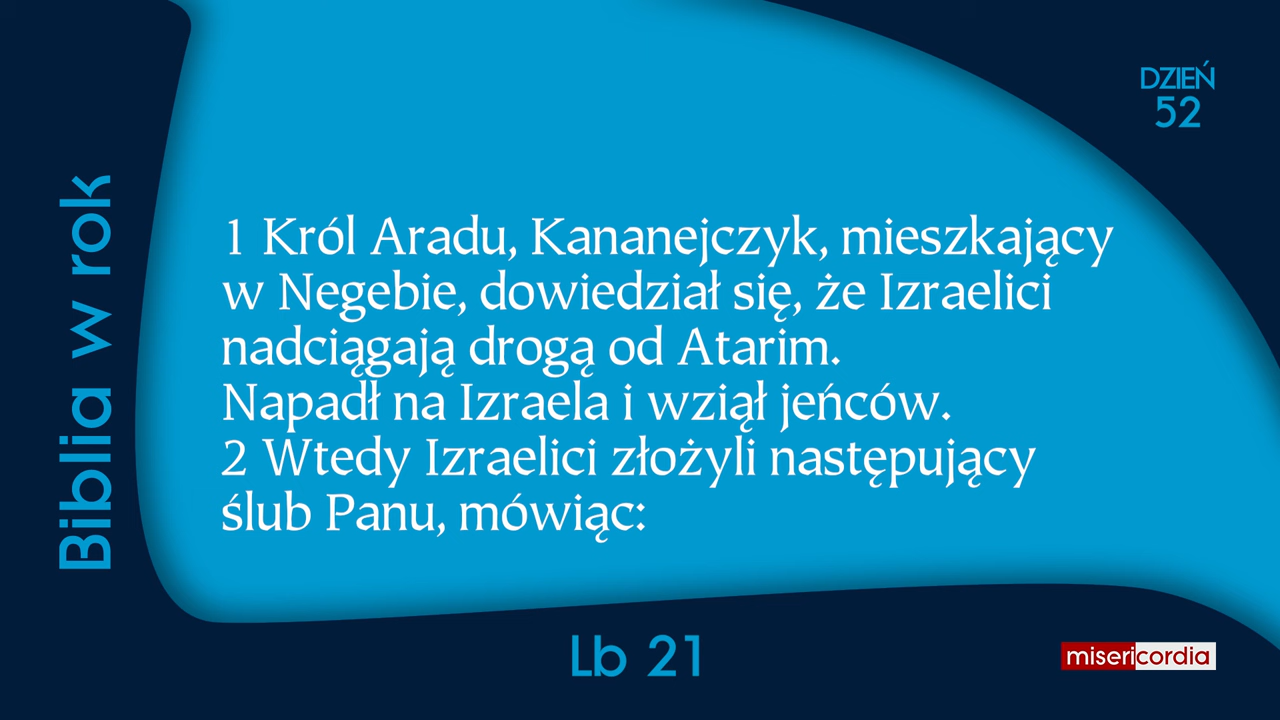 DZIEŃ
52
Biblia w rok
1 Król Aradu, Kananejczyk, mieszkający
w Negebie, dowiedział się, że Izraelici
nadciągają drogą od Atarim.
Napadł na Izraela i wziął jeńców.
2 Wtedy Izraelici złożyli następujący
ślub Panu, mówiąc:
Lb 21
misericordia